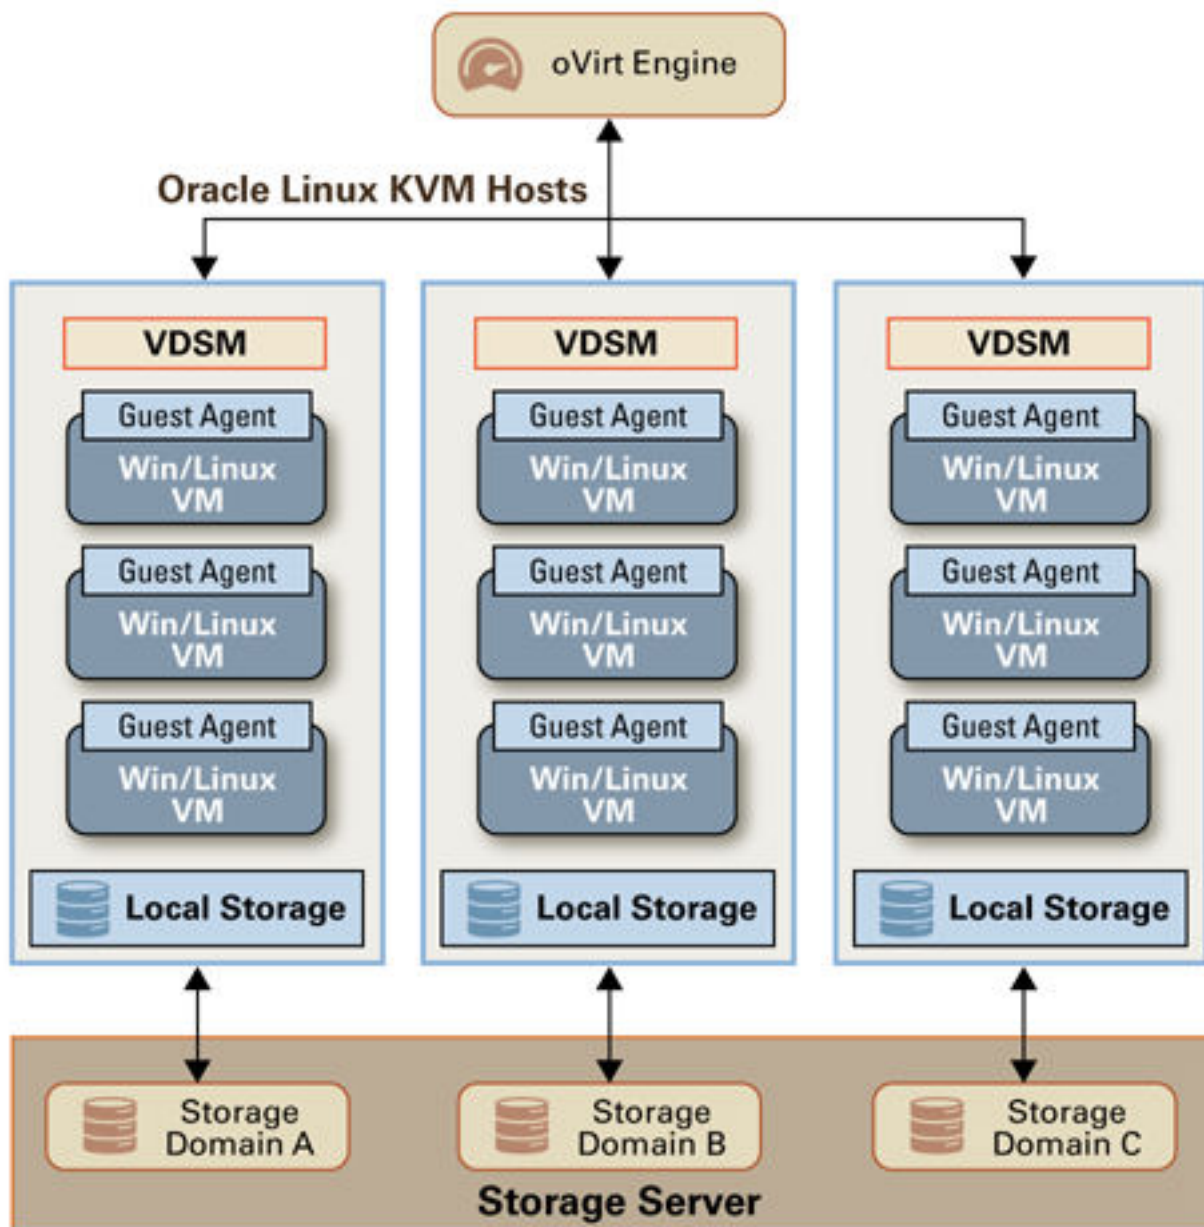 oVirt Engine
Oracle Linux KVM Hosts
VDSM
Guest Agent
Win/Linux
VM
Guest Agent
Win/Linux
VM
Guest Agent
Win/Linux
VM
Local Storage
VDSM
Guest Agent
Win/Linux
VM
Guest Agent
Win/Linux
VM
Guest Agent
Win/Linux
VM
Local Storage
VDSM
Guest Agent
Win/Linux
VM
Guest Agent
Win/Linux
VM
Guest Agent
Win/Linux
VM
Local Storage
Storage
Domain A
Storage
Domain B
Storage
Domain C
Storage Server